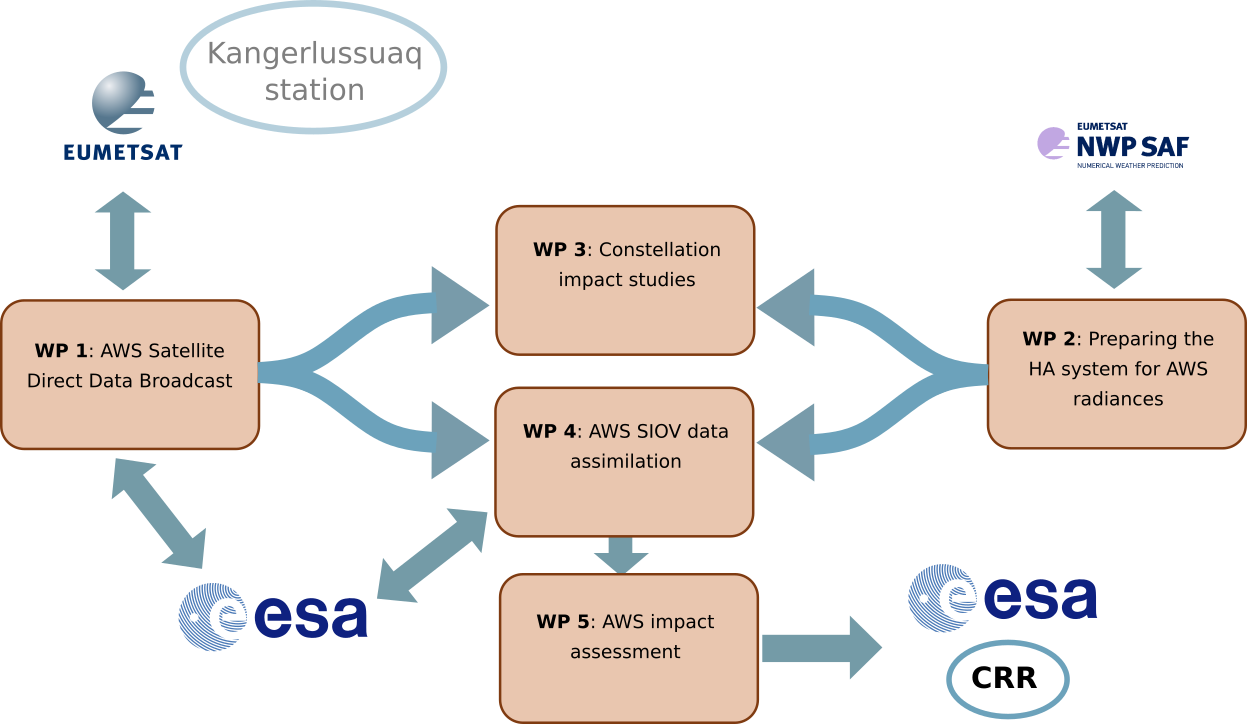 Kangerlussuaq
station
EUMETSAT
EUMETSAT
NWP SAF
NUMERICAL WEATHER PREDICTION
WP 3: Constellation
impact studies
WP 1: AWS Satellite
Direct Data Broadcast
WP 2: Preparing the
HA system for AWS
radiances
WP 4: AWS SIOV data
assimilation
esa
WP 5: AWS impact
assessment
esa
CRR